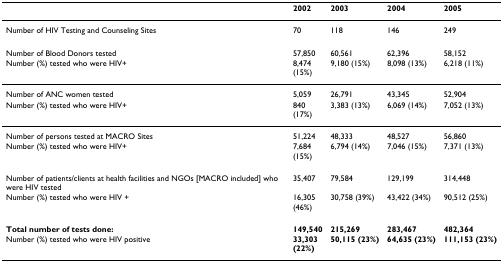 2002 2003 2004 2005
Number of HIV Testing and Counseling Sites 70 118 146 249
Number of Blood Donors tested 57,850 60,561 62,396 58,152
Number (%) tested who were HIV+ 8,474 9,180 (15%) 8,098 (13%) 6,218 (11%)
(15%)
Number of ANC women tested 5,059 26,791 43,345 52,904
Number (%) tested who were HIV+ 840 3,383 (13%) 6,069 (14%) 7,052 (13%)
(17%)
Number of persons tested at MACRO Sites 51,224 48,333 48,527 56,860
Number (%) tested who were HIV+ 7,684 6,794 (14%) 7,046 (15%) 7,371 (13%)
(15%)
Number of patients/clients at health facilities and NGOs [MACRO included] who 35,407 79,584 129,199 314,448
were HIV tested
Number (%) tested who were HIV + 16,305 30,758 (39%) 43,422 (34%) 90,512 (25%)
(46%)
Total number of tests done: 149,540 215,269 283,467 482,364
Number (%) tested who were HIV positive 33,303 50,115 (23%) 64,635 (23%) 111,153 (23%)
(22%)